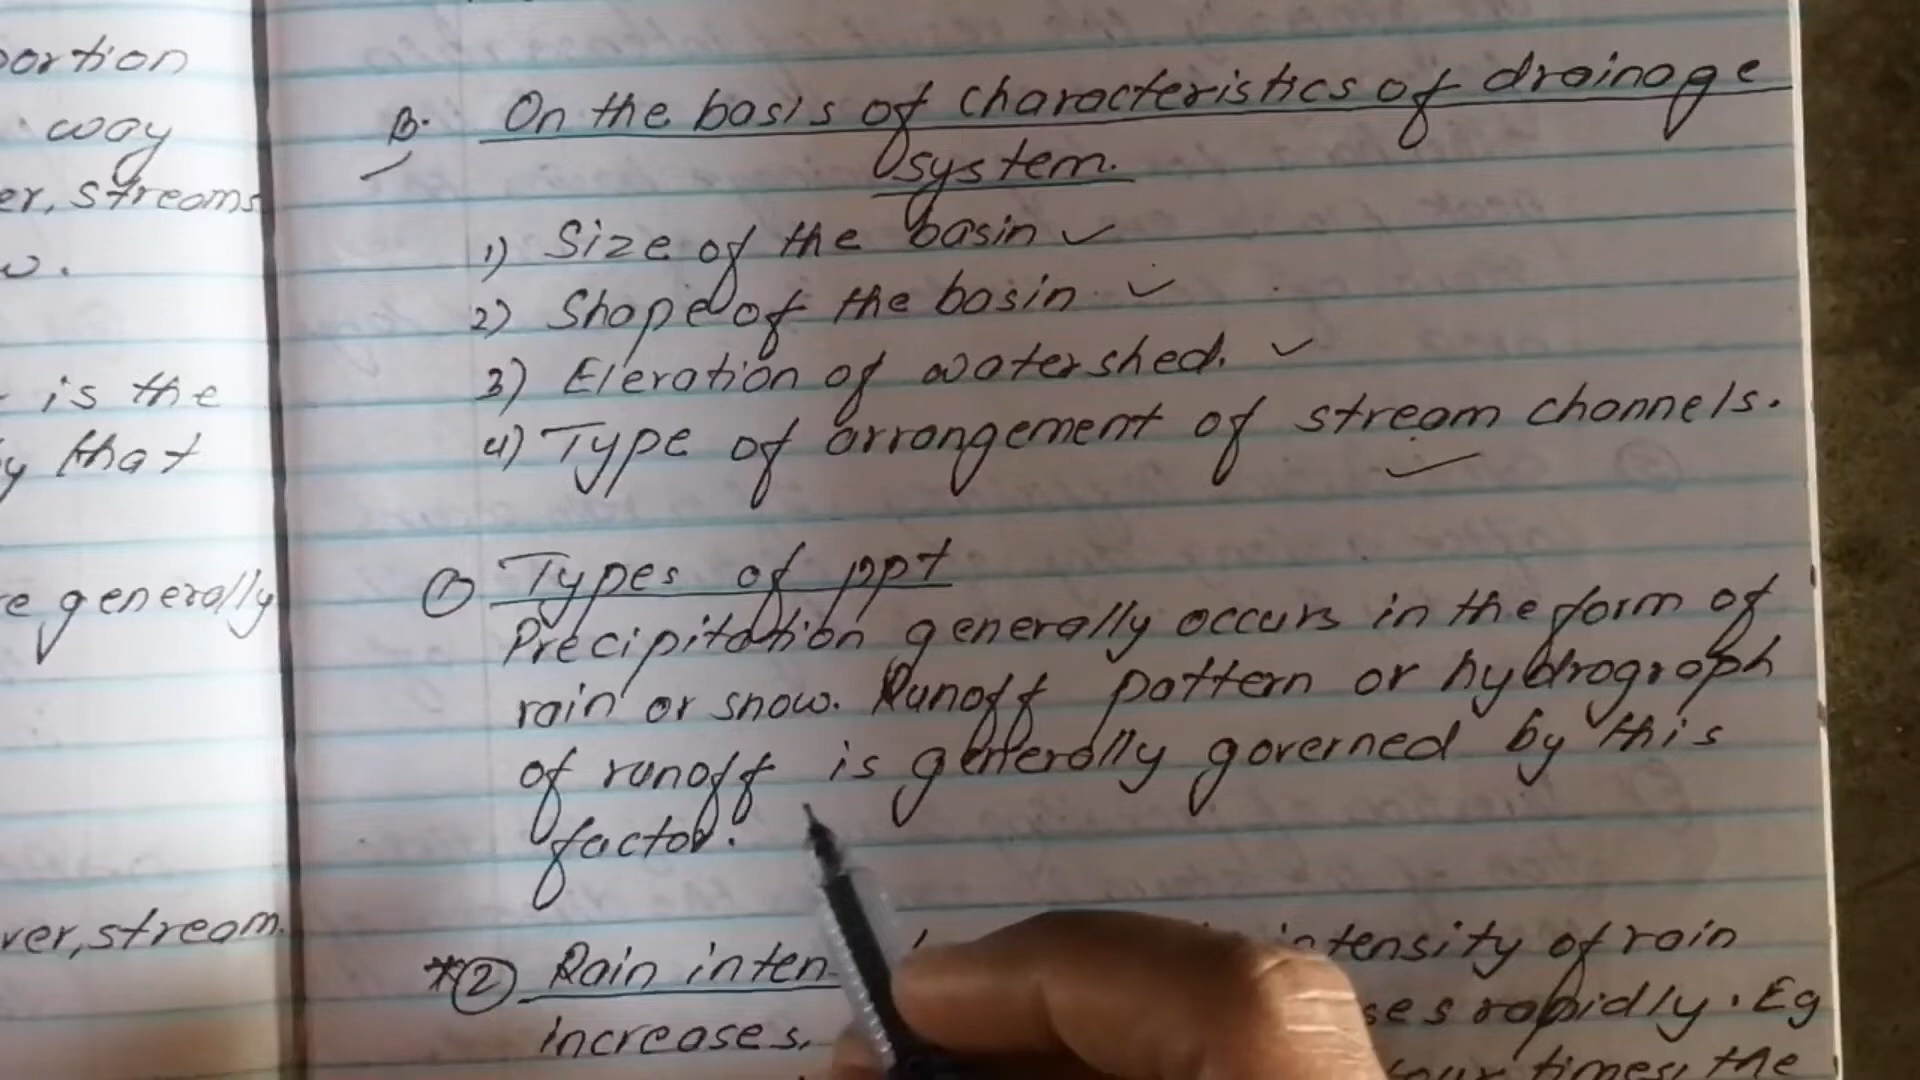 portion
way
er, streams
w.
is the
y that
e generally
ver, stream.
B. On the basis of characteristics of drainage
system.
1) Size of the basin ✓
2) Shape of the basin ✓
3) Elevation of watershed. ✓
4) Type of arrangement of stream channels. ✓
① Types of ppt
Precipitation generally occurs in the form of
rain or snow. Runoff pattern or hydrograph
of runoff is generally governed by this
factor.
*② Rain inten intensity of rain
increases, ses rapidly. Eg
four times, the